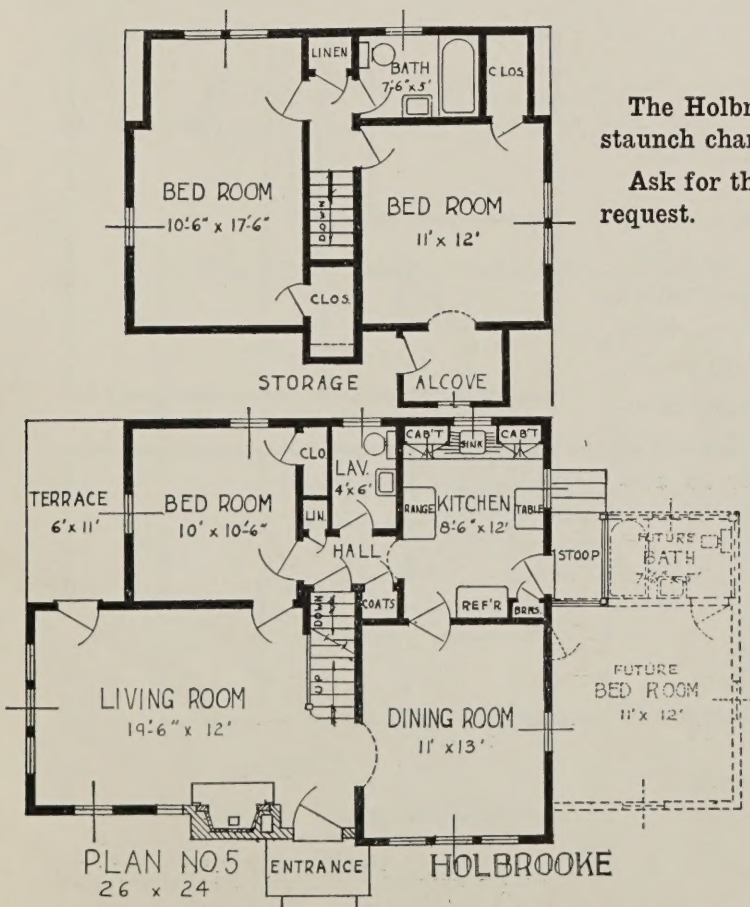 LINEN
BATH
7'-6" x 5'
CLOS.
BED ROOM
10'-6" x 17'-6"
DOWN
BED ROOM
11' x 12'
CLOS.
STORAGE
ALCOVE
The Holbr
staunch char
Ask for th
request.
TERRACE
6' x 11'
BED ROOM
10' x 10'-6"
CLO.
LAV.
4' x 6'
LIN.
HALL
CAB'T
SINK
CAB'T
RANGE
KITCHEN
8'-6" x 12'
TABLE
STOOP
FUTURE
BATH
DOWN
COATS
REF'R
BRMS.
UP
LIVING ROOM
19'-6" x 12'
DINING ROOM
11' x 13'
FUTURE
BED ROOM
11' x 12'
PLAN NO. 5
26 x 24
ENTRANCE
HOLBROOKE